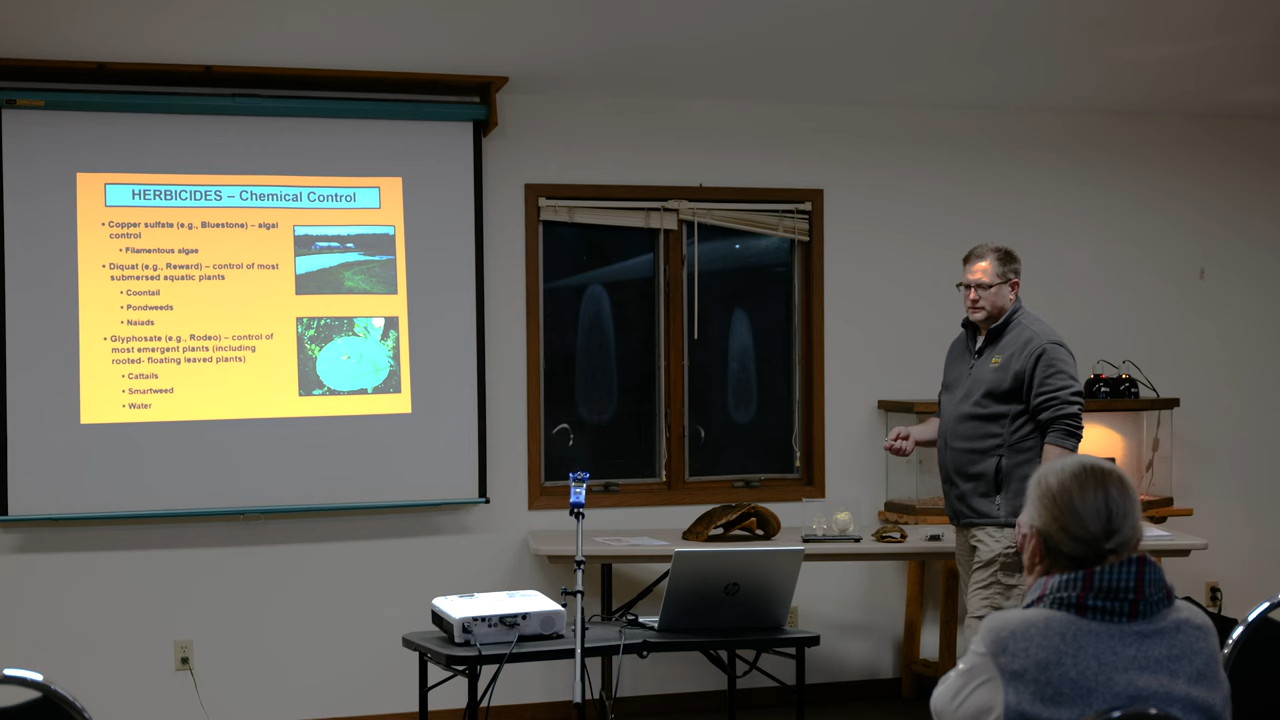 HERBICIDES – Chemical Control
• Copper sulfate (e.g., Bluestone) – algal
control
• Filamentous algae
• Diquat (e.g., Reward) – control of most
submersed aquatic plants
• Coontail
• Pondweeds
• Naiads
• Glyphosate (e.g., Rodeo) – control of
most emergent plants (including
rooted- floating leaved plants)
• Cattails
• Smartweed
• Water
hp